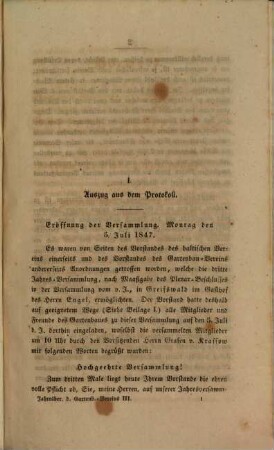 I.
Auszug aus dem Protokoll.
Eröffnung der Versammlung. Montag den
5. Juli 1847.
Es waren von Seiten des Vorstandes des baltischen Ver-
eins einerseits und des Vorstandes des Gartenbau-Vereins
andererseits Anordnungen getroffen worden, welche die dritte
Jahres-Versammlung, nach Maaßgabe des Plenar-Beschlusses
in der Versammlung vom v. J., in Greifswald im Gasthof
des Herrn Engel, ermöglichten. Der Vorstand hatte deshalb
auf geeignetem Wege (Siehe Beilage I.) alle Mitglieder und
Freunde des Gartenbaues zu dieser Versammlung auf den 5. Juli
d. J. dorthin eingeladen, woselbst die versammelten Mitglieder
um 10 Uhr durch den Vorsitzenden Herrn Grafen v. Krassow
mit folgenden Worten begrüßt wurden:
Hochgeehrte Versammlung!
Zum dritten Male liegt heute Ihrem Vorstande die ehren-
volle Pflicht ob, Sie, meine Herren, auf unserer Jahresversamm-
Jahresber. d. Gartenb.-Vereins III. 1